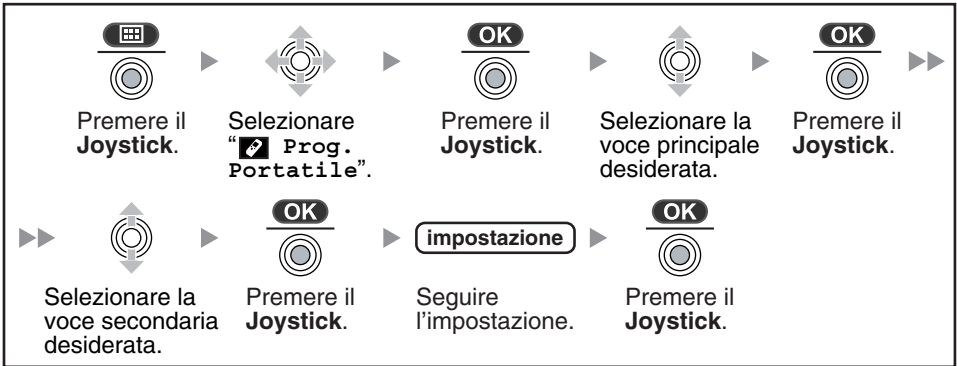 OK
OK
Premere il
Joystick.
Selezionare
“ Prog.
Portatile”.
Premere il
Joystick.
Selezionare la
voce principale
desiderata.
Premere il
Joystick.
OK
impostazione
OK
Selezionare la
voce secondaria
desiderata.
Premere il
Joystick.
Seguire
l’impostazione.
Premere il
Joystick.